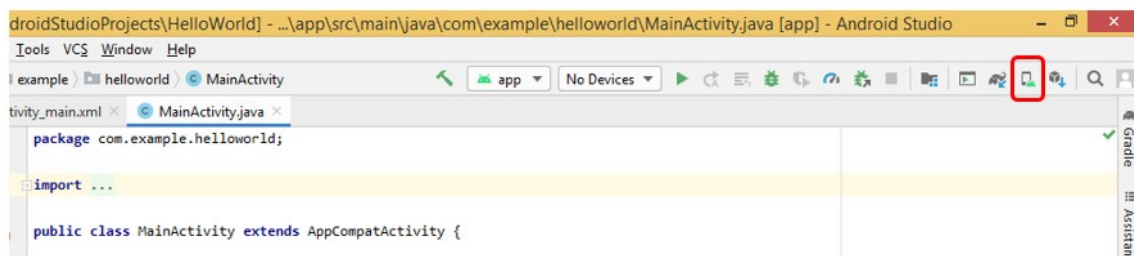 droidStudioProjects\HelloWorld] - ...\app\src\main\java\com\example\helloworld\MainActivity.java [app] - Android Studio
Tools VCS Window Help
example helloworld C MainActivity app No Devices
tivity_main.xml C MainActivity.java
package com.example.helloworld;
import ...
public class MainActivity extends AppCompatActivity {
Gradle
Assistan